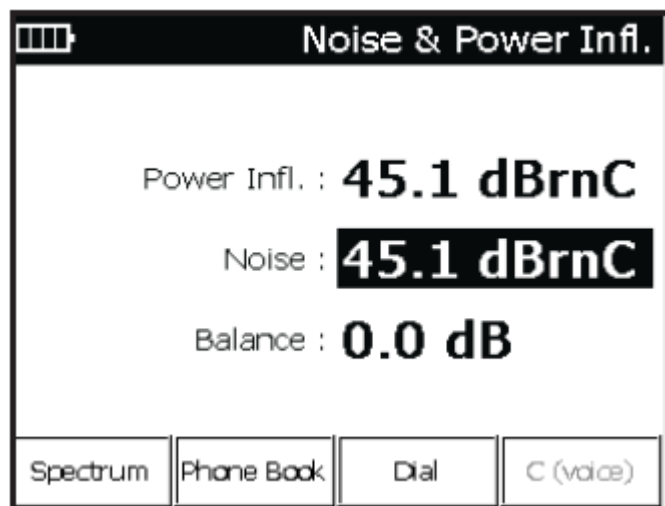 Noise & Power Infl.
Power Infl. : 45.1 dBrnC
Noise : 45.1 dBrnC
Balance : 0.0 dB
Spectrum Phone Book Dial C (voice)